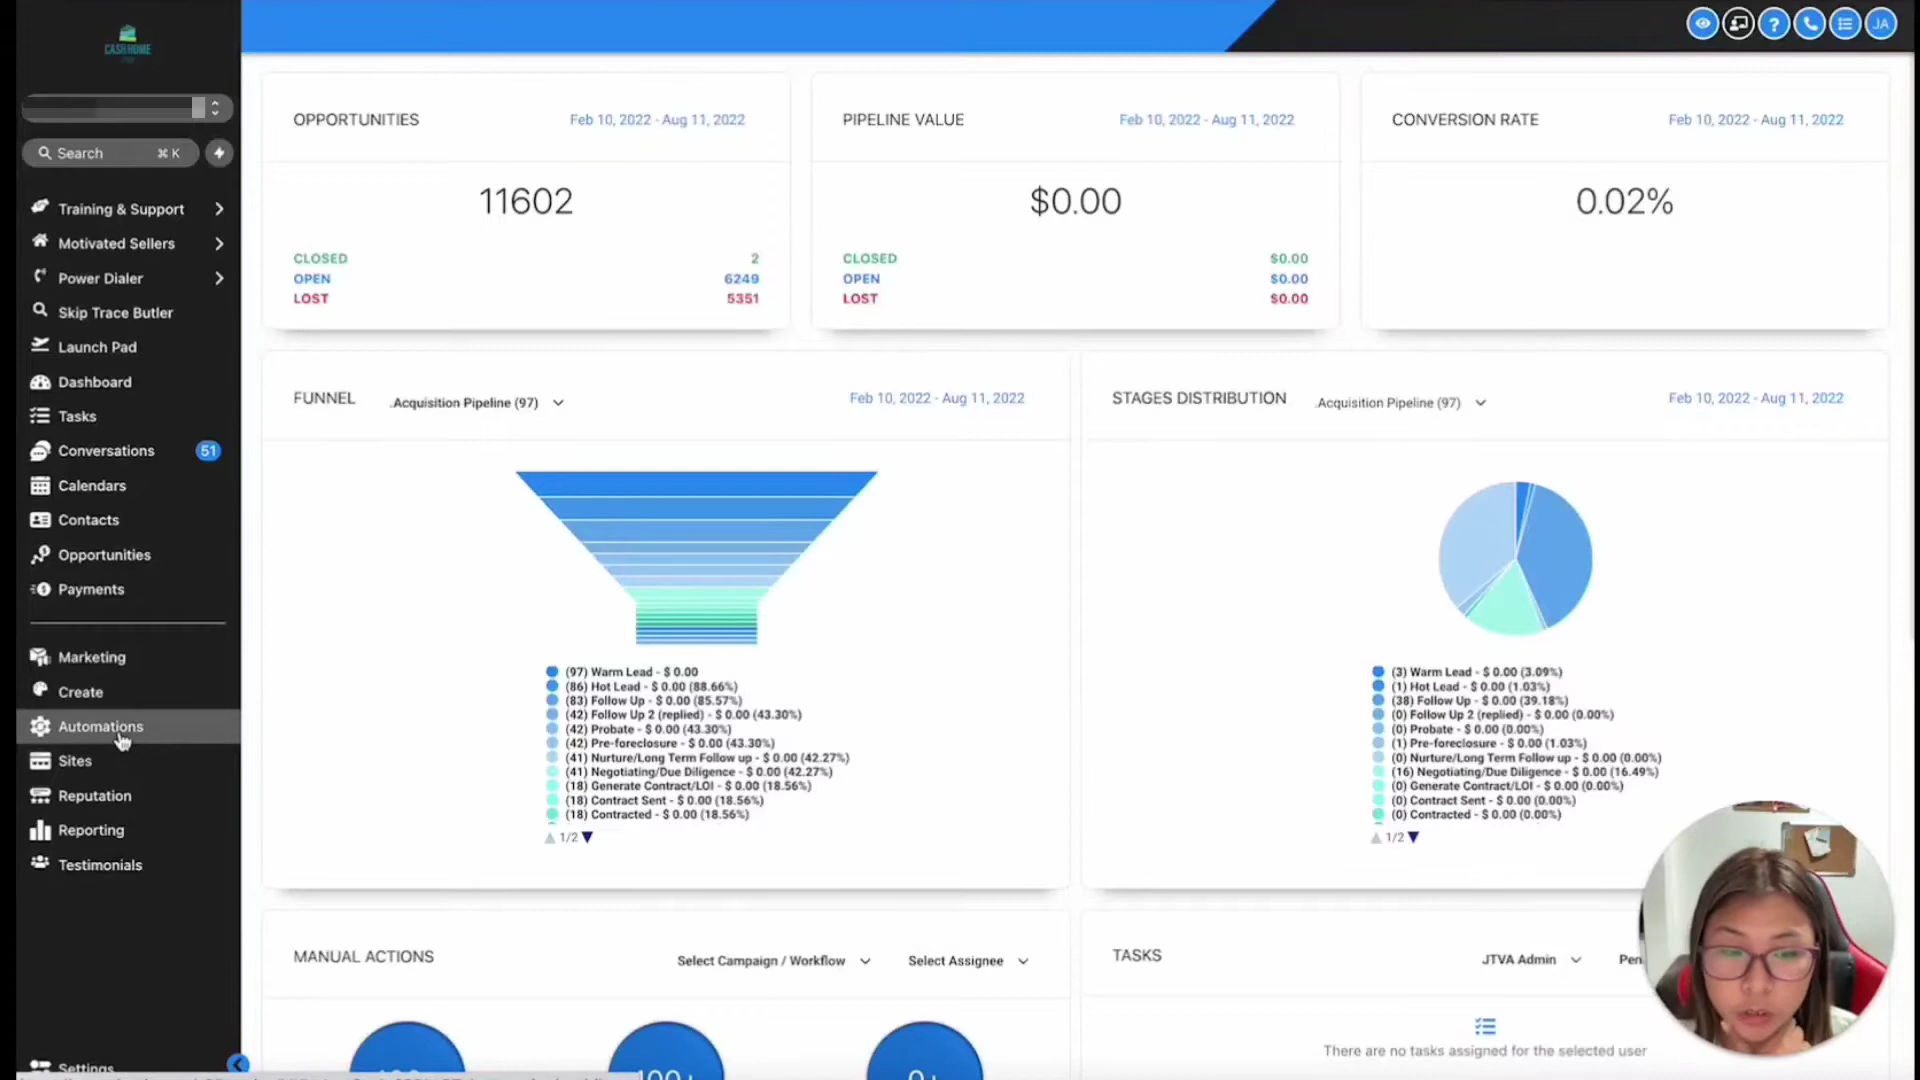 CASH HOME
Search ⌘ K
Training & Support
Motivated Sellers
Power Dialer
Skip Trace Butler
Launch Pad
Dashboard
Tasks
Conversations 51
Calendars
Contacts
Opportunities
Payments
Marketing
Create
Automations
Sites
Reputation
Reporting
Testimonials
Settings
? JA
OPPORTUNITIES Feb 10, 2022 - Aug 11, 2022
11602
CLOSED 2
OPEN 6249
LOST 5351
PIPELINE VALUE Feb 10, 2022 - Aug 11, 2022
$0.00
CLOSED $0.00
OPEN $0.00
LOST $0.00
CONVERSION RATE Feb 10, 2022 - Aug 11, 2022
0.02%
FUNNEL .Acquisition Pipeline (97) Feb 10, 2022 - Aug 11, 2022
(97) Warm Lead - $ 0.00
(86) Hot Lead - $ 0.00 (88.66%)
(83) Follow Up - $ 0.00 (85.57%)
(42) Follow Up 2 (replied) - $ 0.00 (43.30%)
(42) Probate - $ 0.00 (43.30%)
(42) Pre-foreclosure - $ 0.00 (43.30%)
(41) Nurture/Long Term Follow up - $ 0.00 (42.27%)
(41) Negotiating/Due Diligence - $ 0.00 (42.27%)
(18) Generate Contract/LOI - $ 0.00 (18.56%)
(18) Contract Sent - $ 0.00 (18.56%)
(18) Contracted - $ 0.00 (18.56%)
1/2
STAGES DISTRIBUTION .Acquisition Pipeline (97) Feb 10, 2022 - Aug 11, 2022
(3) Warm Lead - $ 0.00 (3.09%)
(1) Hot Lead - $ 0.00 (1.03%)
(38) Follow Up - $ 0.00 (39.18%)
(0) Follow Up 2 (replied) - $ 0.00 (0.00%)
(0) Probate - $ 0.00 (0.00%)
(1) Pre-foreclosure - $ 0.00 (1.03%)
(0) Nurture/Long Term Follow up - $ 0.00 (0.00%)
(16) Negotiating/Due Diligence - $ 0.00 (16.49%)
(0) Generate Contract/LOI - $ 0.00 (0.00%)
(0) Contract Sent - $ 0.00 (0.00%)
(0) Contracted - $ 0.00 (0.00%)
1/2
MANUAL ACTIONS Select Campaign / Workflow Select Assignee
100+ 0+
TASKS JTVA Admin Pen
There are no tasks assigned for the selected user